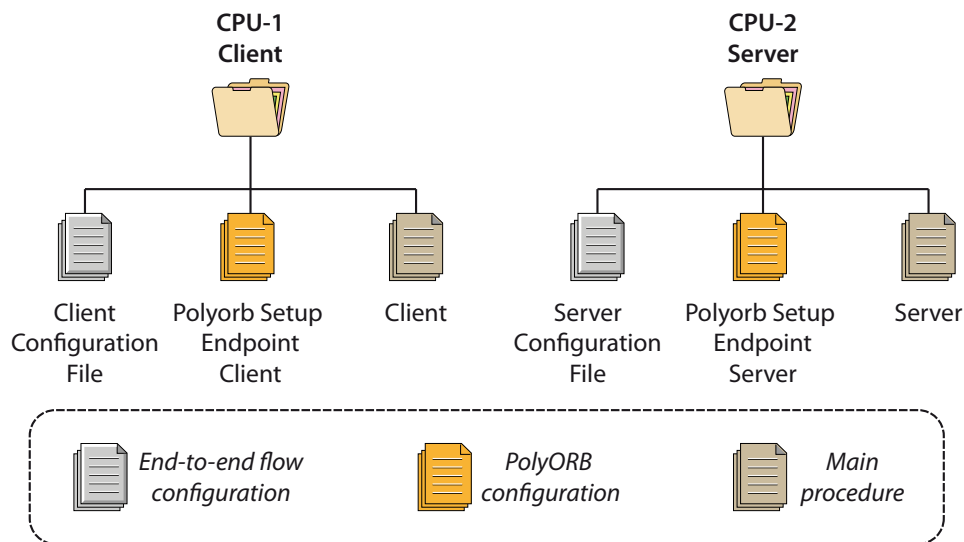 CPU-1
Client
CPU-2
Server
Client
Configuration
File
Polyorb Setup
Endpoint
Client
Client
Server
Configuration
File
Polyorb Setup
Endpoint
Server
Server
End-to-end flow
configuration
PolyORB
configuration
Main
procedure